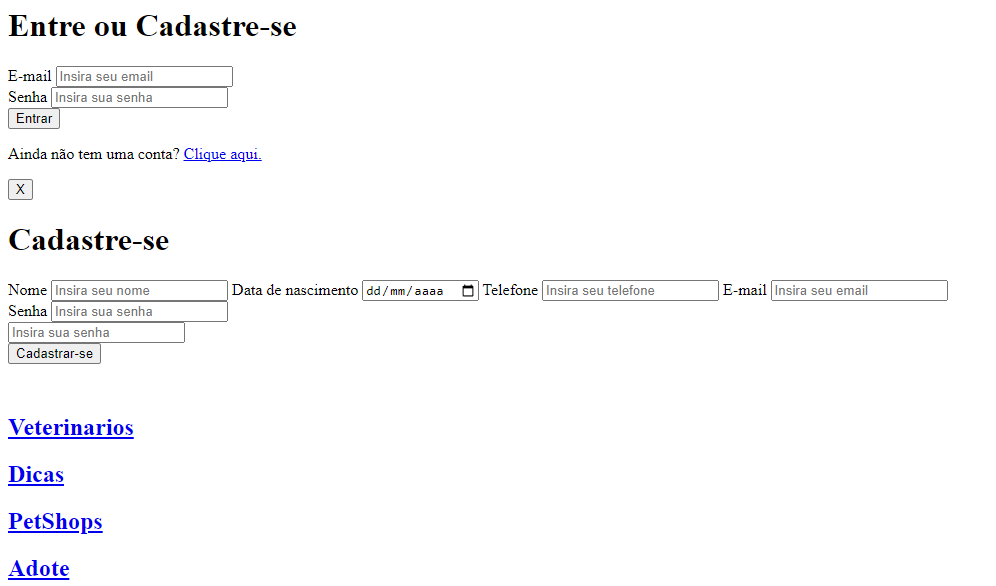 Entre ou Cadastre-se
E-mail Insira seu email
Senha Insira sua senha
Entrar
Ainda não tem uma conta? Clique aqui.
X
Cadastre-se
Nome Insira seu nome Data de nascimento dd/mm/aaaa Telefone Insira seu telefone E-mail Insira seu email
Senha Insira sua senha
Insira sua senha
Cadastrar-se
Veterinarios
Dicas
PetShops
Adote